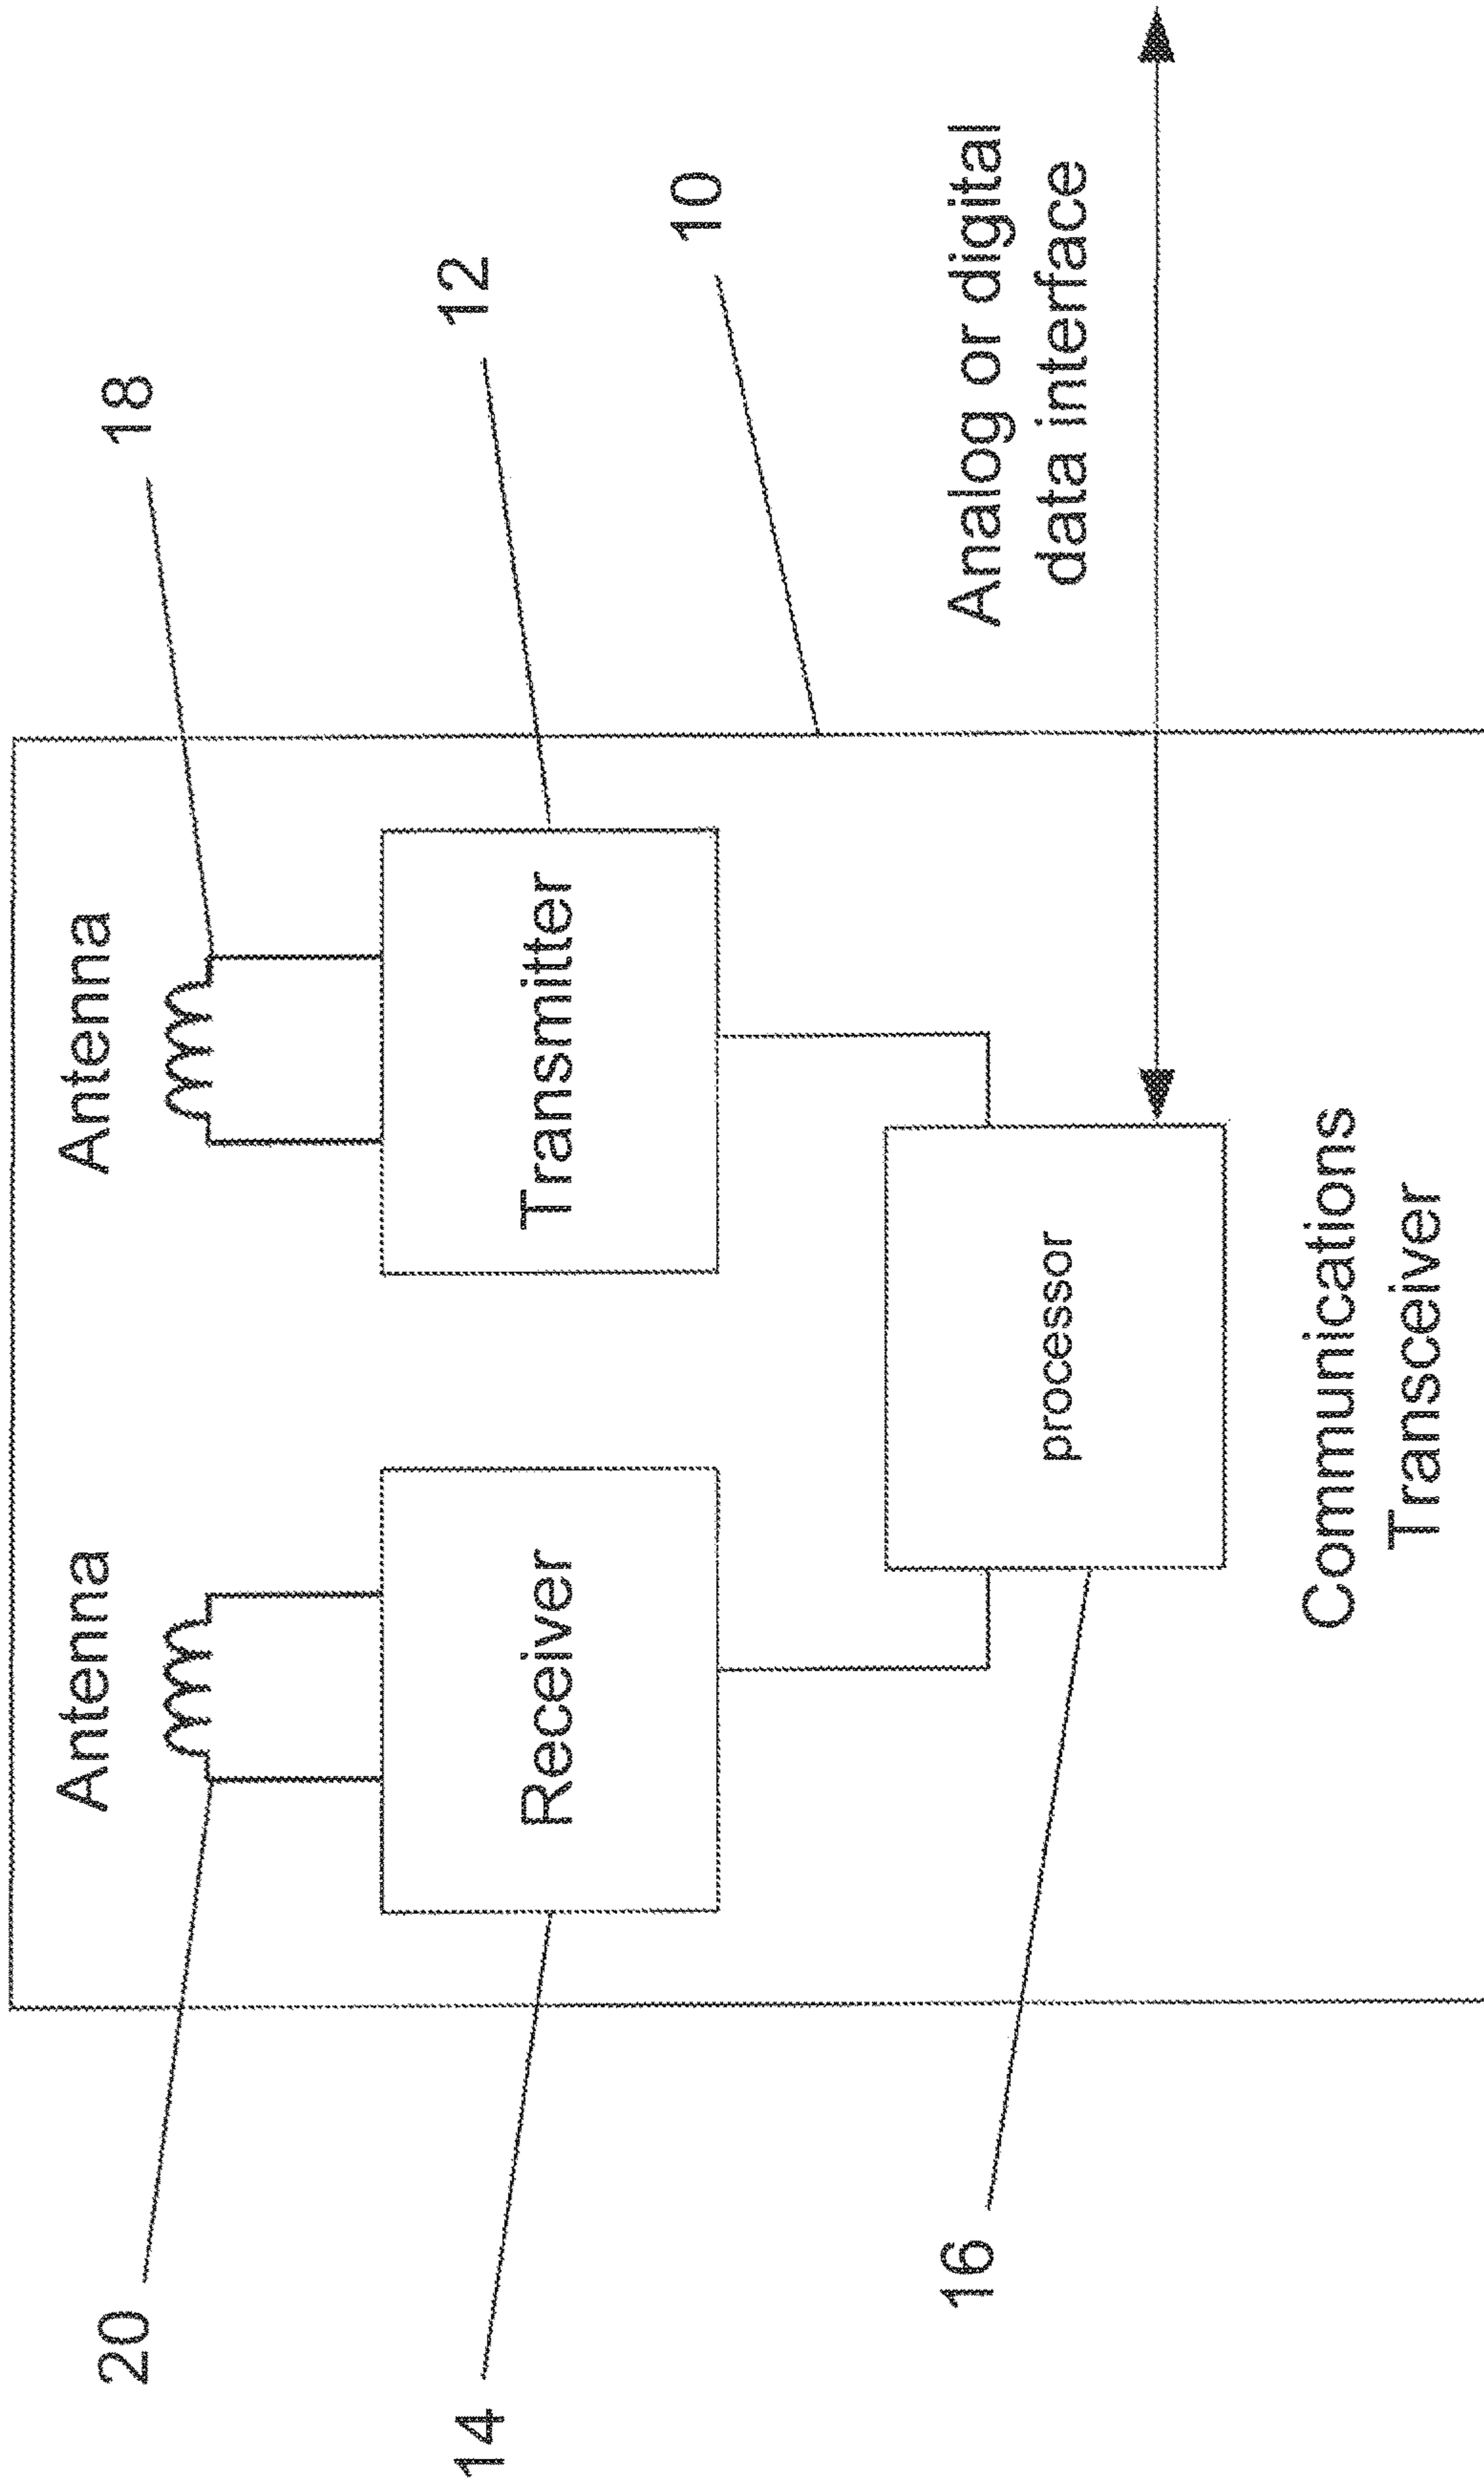 20
Antenna
Antenna
18
14
Receiver
Transmitter
12
10
16
processor
Analog or digital
data interface
Communications
Transceiver